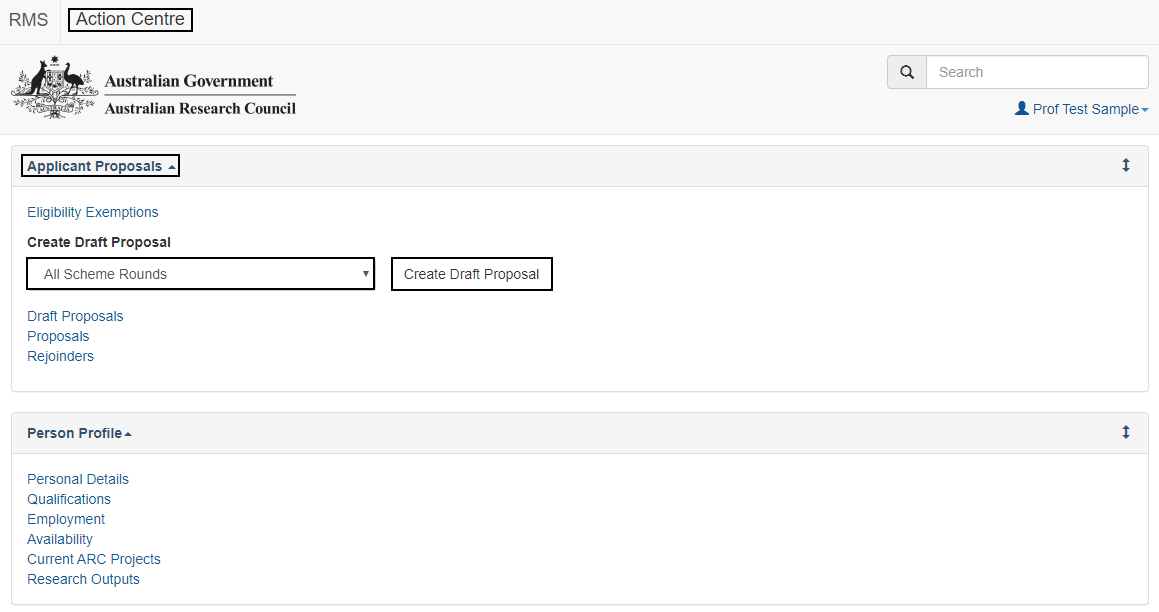 RMS Action Centre
Australian Government
Australian Research Council
Search
Prof Test Sample
Applicant Proposals
Eligibility Exemptions
Create Draft Proposal
All Scheme Rounds
Create Draft Proposal
Draft Proposals
Proposals
Rejoinders
Person Profile
Personal Details
Qualifications
Employment
Availability
Current ARC Projects
Research Outputs